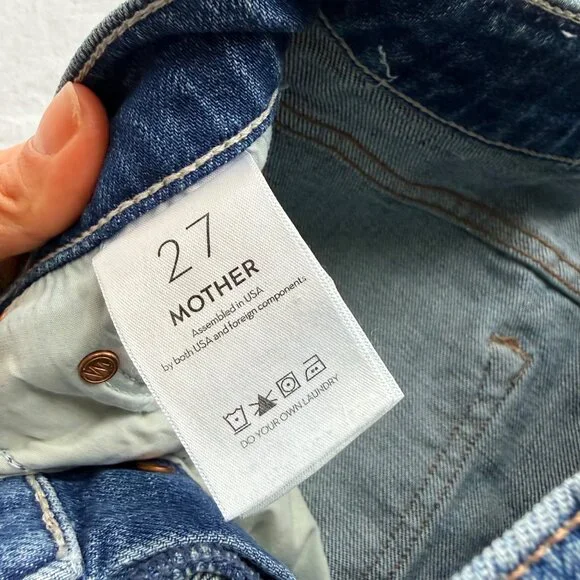 27
MOTHER
Assembled in USA
by both USA and foreign components
DO YOUR OWN LAUNDRY